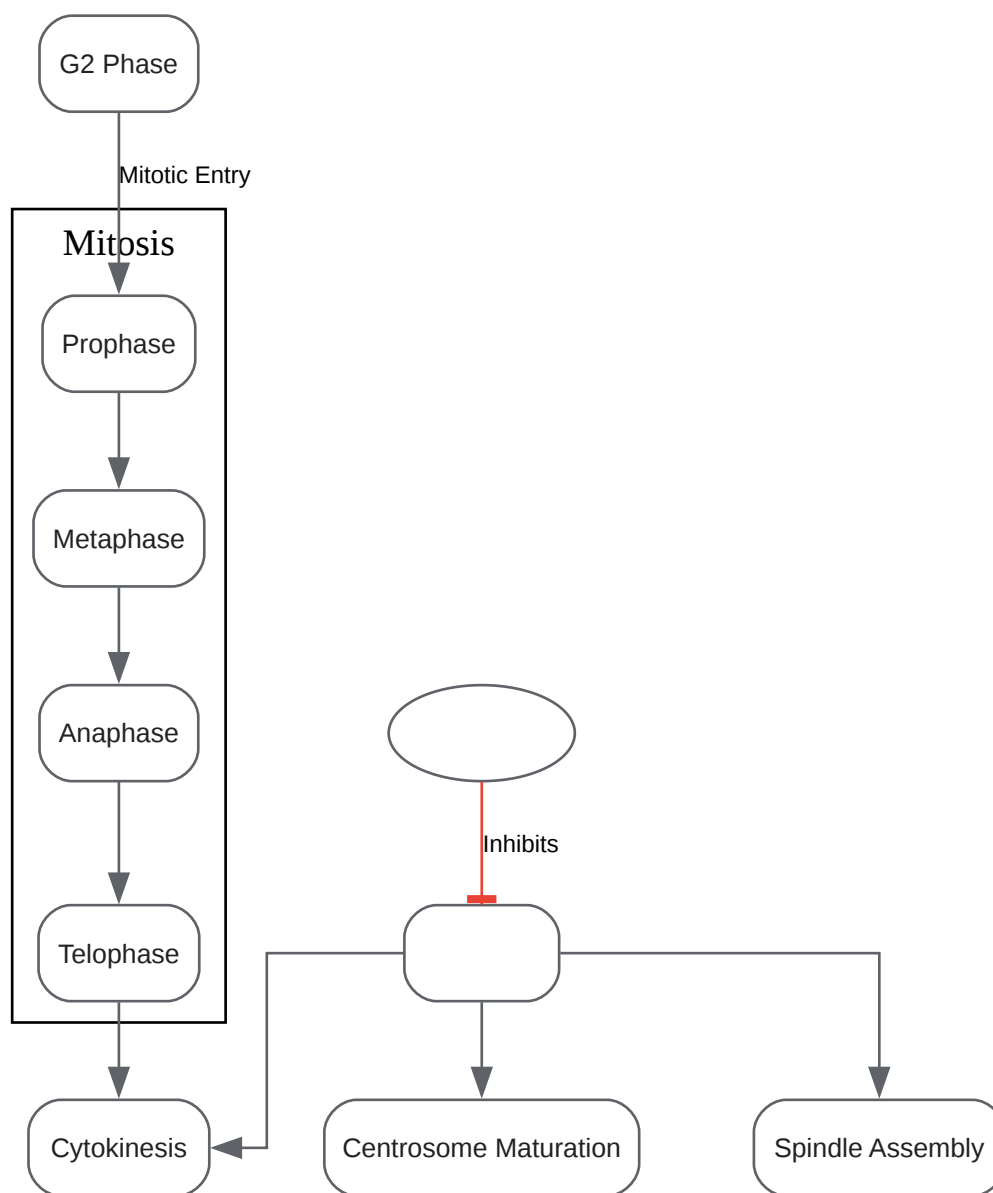 G2 Phase
Mitotic Entry
Mitosis
Prophase
Metaphase
Anaphase
Inhibits
Telophase
Cytokinesis
Centrosome Maturation
Spindle Assembly